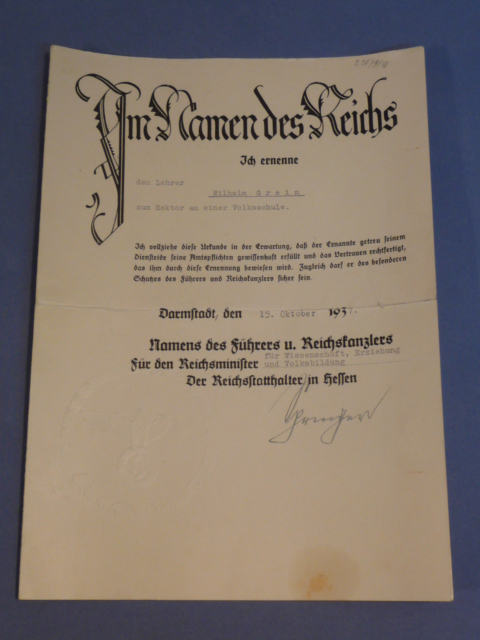 Im Namen des Reichs
Ich ernenne
den Lehrer
Wilhelm Grein
zum Rektor an einer Volksschule.
Ich vollziehe diese Urkunde in der Erwartung, daß der Ernannte getreu seinem
Diensteide seine Amtspflichten gewissenhaft erfüllt und das Vertrauen rechtfertigt,
das ihm durch diese Ernennung bewiesen wird. Zugleich darf er des besonderen
Schutzes des Führers und Reichskanzlers sicher sein.
Darmstadt, den 15. Oktober 1937.
Namens des Führers u. Reichskanzlers
Für den Reichsminister für Wissenschaft, Erziehung
und Volksbildung
Der Reichsstatthalter in Hessen
Sprenger